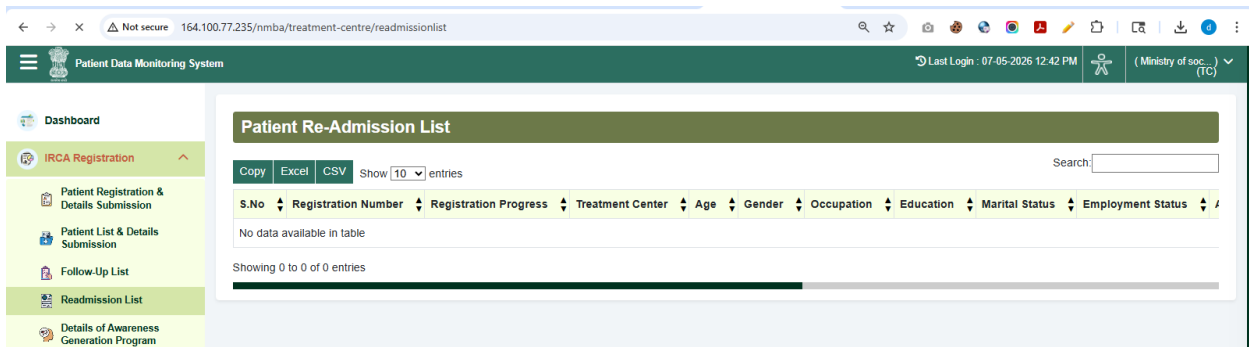 Not secure 164.100.77.235/nmba/treatment-centre/readmissionlist d
Patient Data Monitoring System Last Login : 07-05-2026 12:42 PM ( Ministry of soc... )
(TC)
Dashboard
IRCA Registration
Patient Registration &
Details Submission
Patient List & Details
Submission
Follow-Up List
Readmission List
Details of Awareness
Generation Program
Patient Re-Admission List
Copy Excel CSV Show 10 entries Search:
S.No Registration Number Registration Progress Treatment Center Age Gender Occupation Education Marital Status Employment Status
No data available in table
Showing 0 to 0 of 0 entries